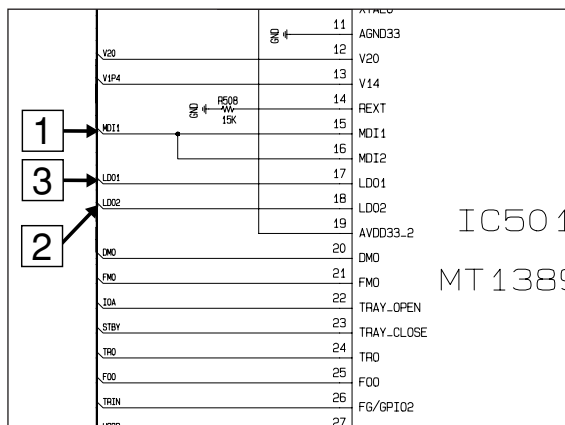 11 AGND33
GND
V20 12 V20
V1P4 13 V14
GND R508 15K 14 REXT
1 MDI1 15 MDI1
16 MDI2
3 LDO1 17 LDO1
2 LDO2 18 LDO2
19 AVDD33_2
IC501
DMO 20 DMO
MT1389
FMO 21 FMO
IOA 22 TRAY_OPEN
STBY 23 TRAY_CLOSE
TRO 24 TRO
FOO 25 FOO
TRIN 26 FG/GPIO2
27